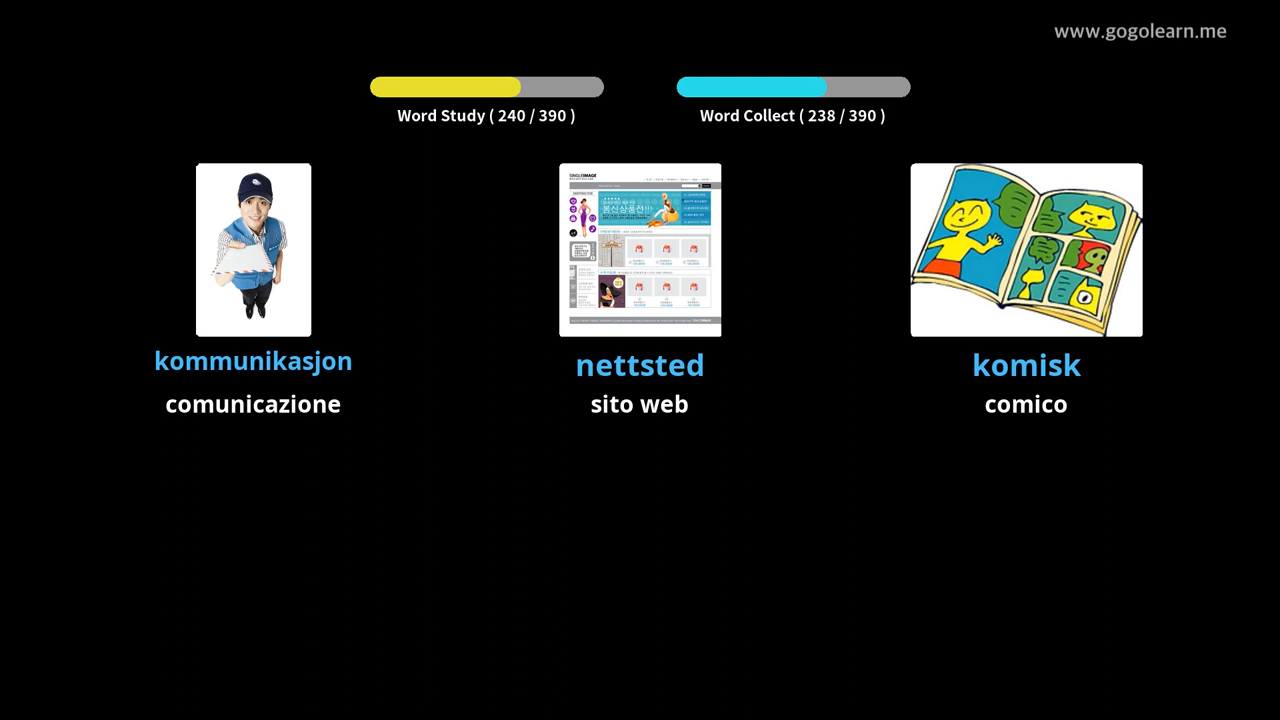 www.gogolearn.me
Word Study ( 240 / 390 )
Word Collect ( 238 / 390 )
kommunikasjon
nettsted
komisk
comunicazione
sito web
comico